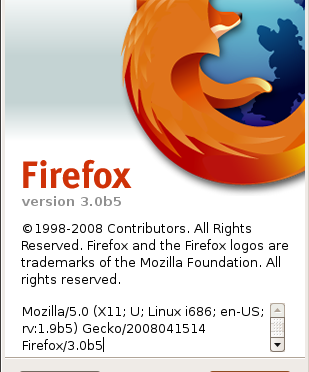 Firefox
version 3.0b5
©1998-2008 Contributors. All Rights
Reserved. Firefox and the Firefox logos are
trademarks of the Mozilla Foundation. All
rights reserved.
Mozilla/5.0 (X11; U; Linux i686; en-US;
rv:1.9b5) Gecko/2008041514
Firefox/3.0b5